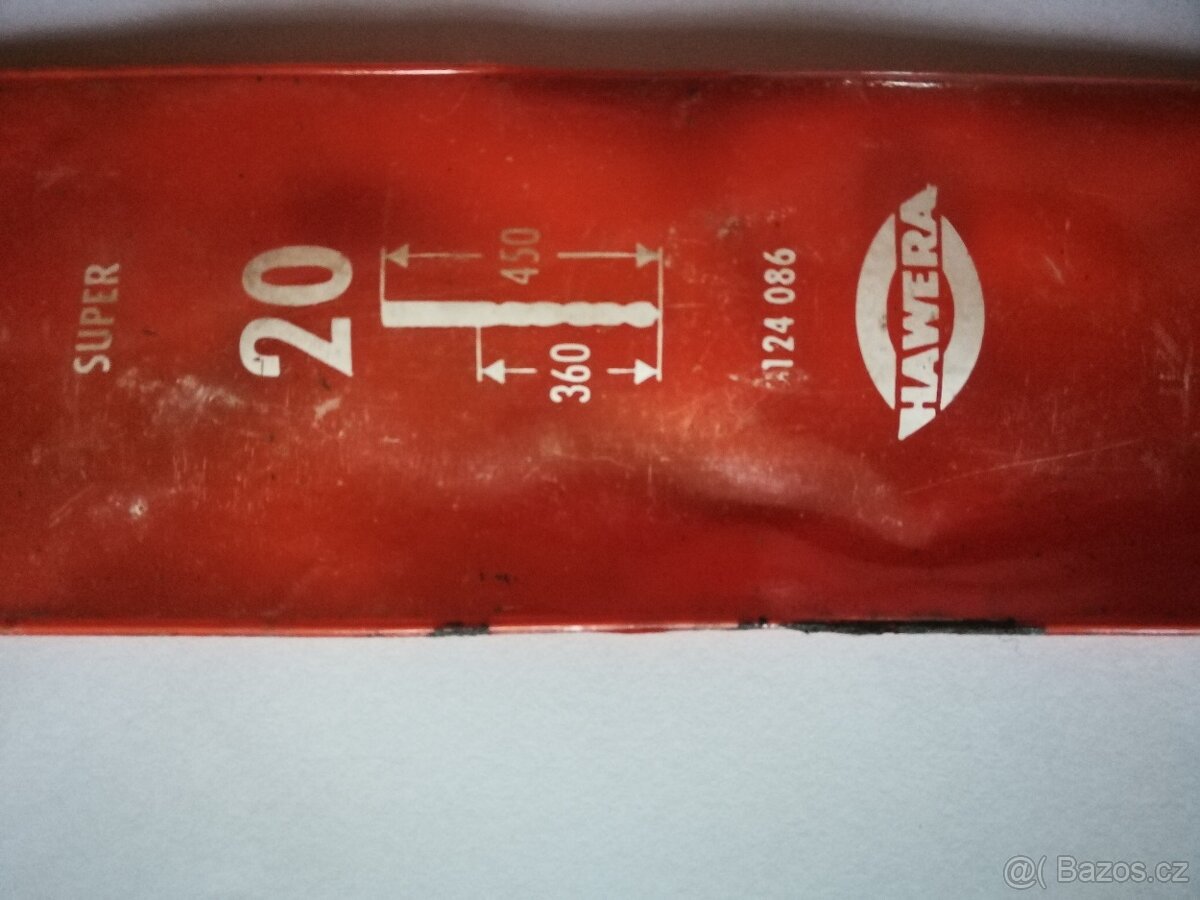 SUPER
20
450
360
124 086
HAWERA
@( Bazos.cz